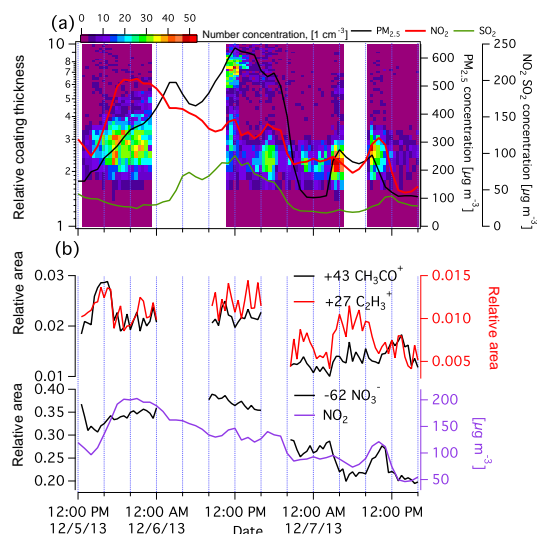 (a)
0 10 20 30 40 50
Number concentration, [1 cm⁻³]
PM₂.₅ NO₂ SO₂
Relative coating thickness
10
9
8
7
6
5
4
3
2
1
600
500
400
300
200
100
0
PM₂.₅ concentration [µg m⁻³]
250
200
150
100
50
0
NO₂ SO₂ concentration [µg m⁻³]
(b)
Relative area
0.03
0.02
0.01
+43 CH₃CO⁺
+27 C₂H₃⁺
0.015
0.010
0.005
Relative area
Relative area
0.40
0.35
0.30
0.25
0.20
-62 NO₃⁻
NO₂
200
150
100
50
[µg m⁻³]
12:00 PM 12:00 AM 12:00 PM 12:00 AM 12:00 PM
12/5/13 12/6/13 Date 12/7/13